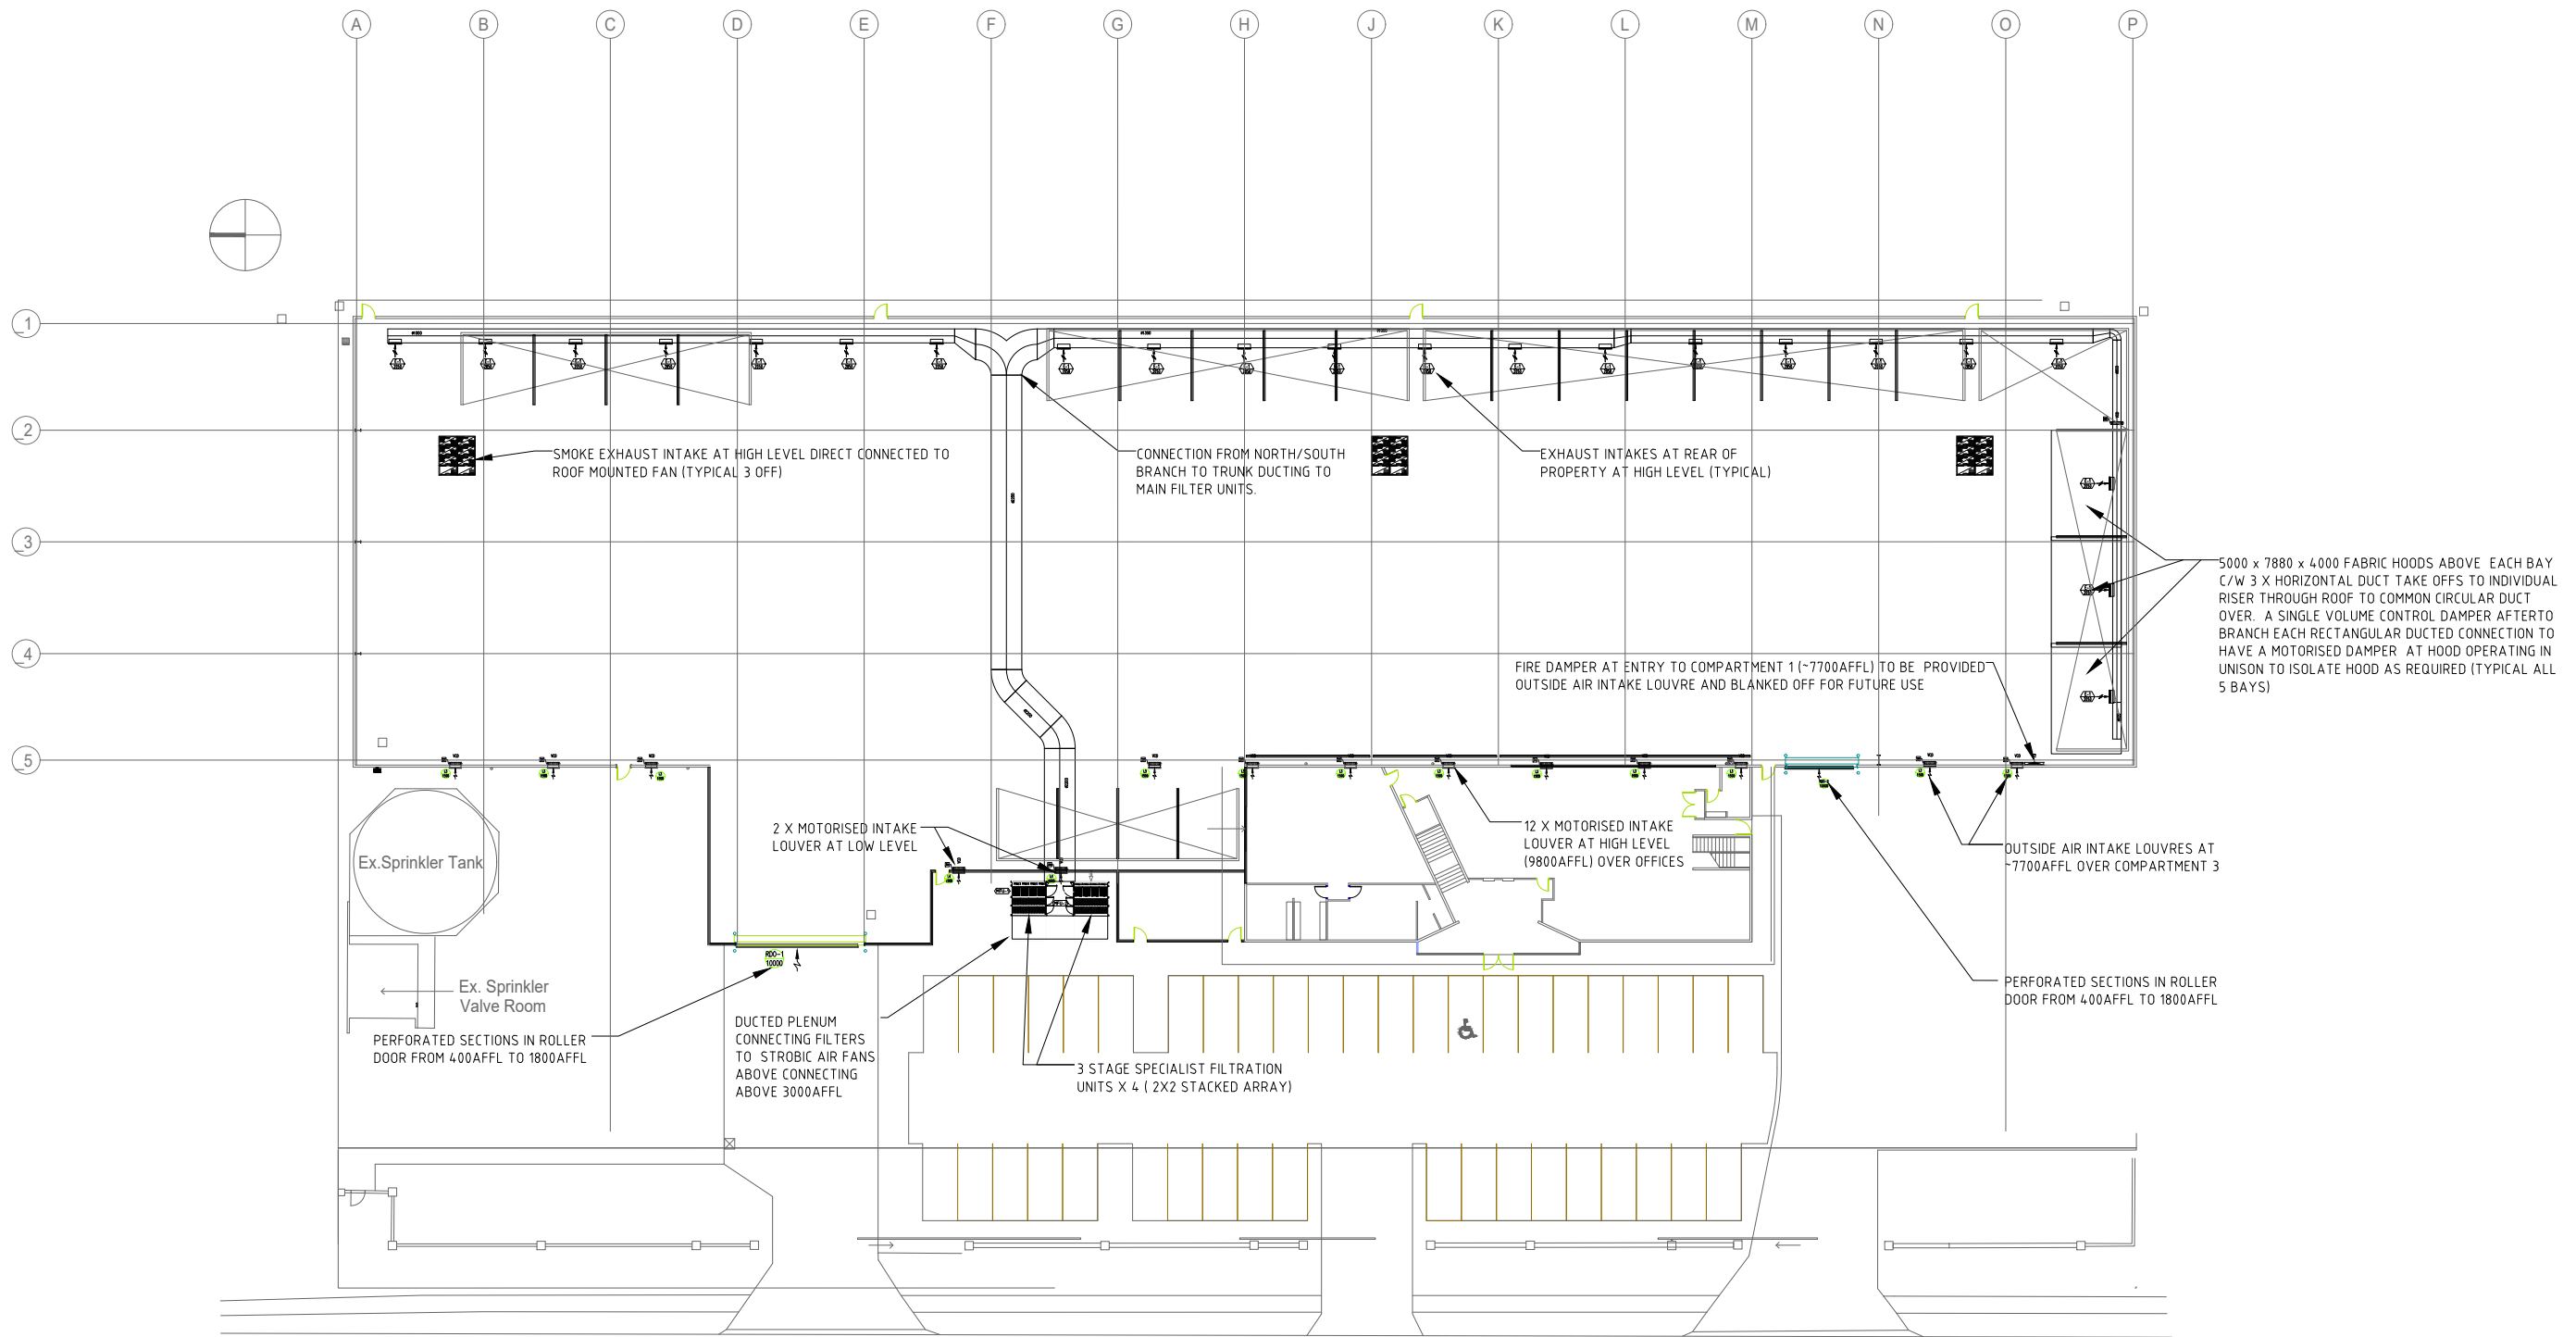 A B C D E F G H J K L M N O P
1
2
SMOKE EXHAUST INTAKE AT HIGH LEVEL DIRECT CONNECTED TO
ROOF MOUNTED FAN (TYPICAL 3 OFF)
CONNECTION FROM NORTH/SOUTH
BRANCH TO TRUNK DUCTING TO
MAIN FILTER UNITS.
EXHAUST INTAKES AT REAR OF
PROPERTY AT HIGH LEVEL (TYPICAL)
3
5000 x 7880 x 4000 FABRIC HOODS ABOVE EACH BAY
C/W 3 X HORIZONTAL DUCT TAKE OFFS TO INDIVIDUAL
RISER THROUGH ROOF TO COMMON CIRCULAR DUCT
OVER. A SINGLE VOLUME CONTROL DAMPER AFTERTO
BRANCH EACH RECTANGULAR DUCTED CONNECTION TO
HAVE A MOTORISED DAMPER AT HOOD OPERATING IN
UNISON TO ISOLATE HOOD AS REQUIRED (TYPICAL ALL
5 BAYS)
4
FIRE DAMPER AT ENTRY TO COMPARTMENT 1 (~7700AFFL) TO BE PROVIDED
OUTSIDE AIR INTAKE LOUVRE AND BLANKED OFF FOR FUTURE USE
5
2 X MOTORISED INTAKE
LOUVER AT LOW LEVEL
12 X MOTORISED INTAKE
LOUVER AT HIGH LEVEL
(9800AFFL) OVER OFFICES
OUTSIDE AIR INTAKE LOUVRES AT
~7700AFFL OVER COMPARTMENT 3
Ex.Sprinkler Tank
RDO-1
10000
Ex. Sprinkler
Valve Room
PERFORATED SECTIONS IN ROLLER
DOOR FROM 400AFFL TO 1800AFFL
PERFORATED SECTIONS IN ROLLER
DOOR FROM 400AFFL TO 1800AFFL
DUCTED PLENUM
CONNECTING FILTERS
TO STROBIC AIR FANS
ABOVE CONNECTING
ABOVE 3000AFFL
3 STAGE SPECIALIST FILTRATION
UNITS X 4 ( 2X2 STACKED ARRAY)